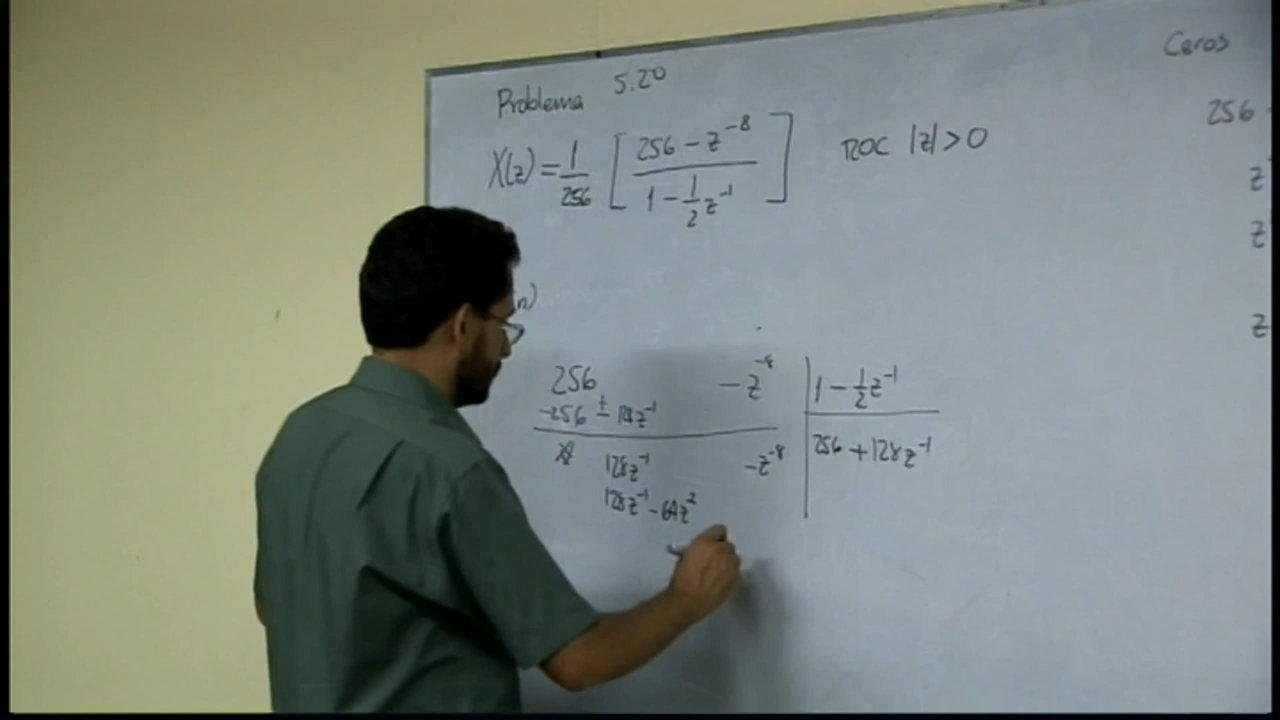 Problema 5.20
X(z) = 1/256 [ (256 - z^-8) / (1 - 1/2 z^-1) ] ROC |z| > 0
n)
256 - z^-8 | 1 - 1/2 z^-1
-256 ± 128z^-1
128z^-1 - z^-8 | 256 + 128z^-1
128z^-1 - 64z^2
Ceros
256
z
z
z